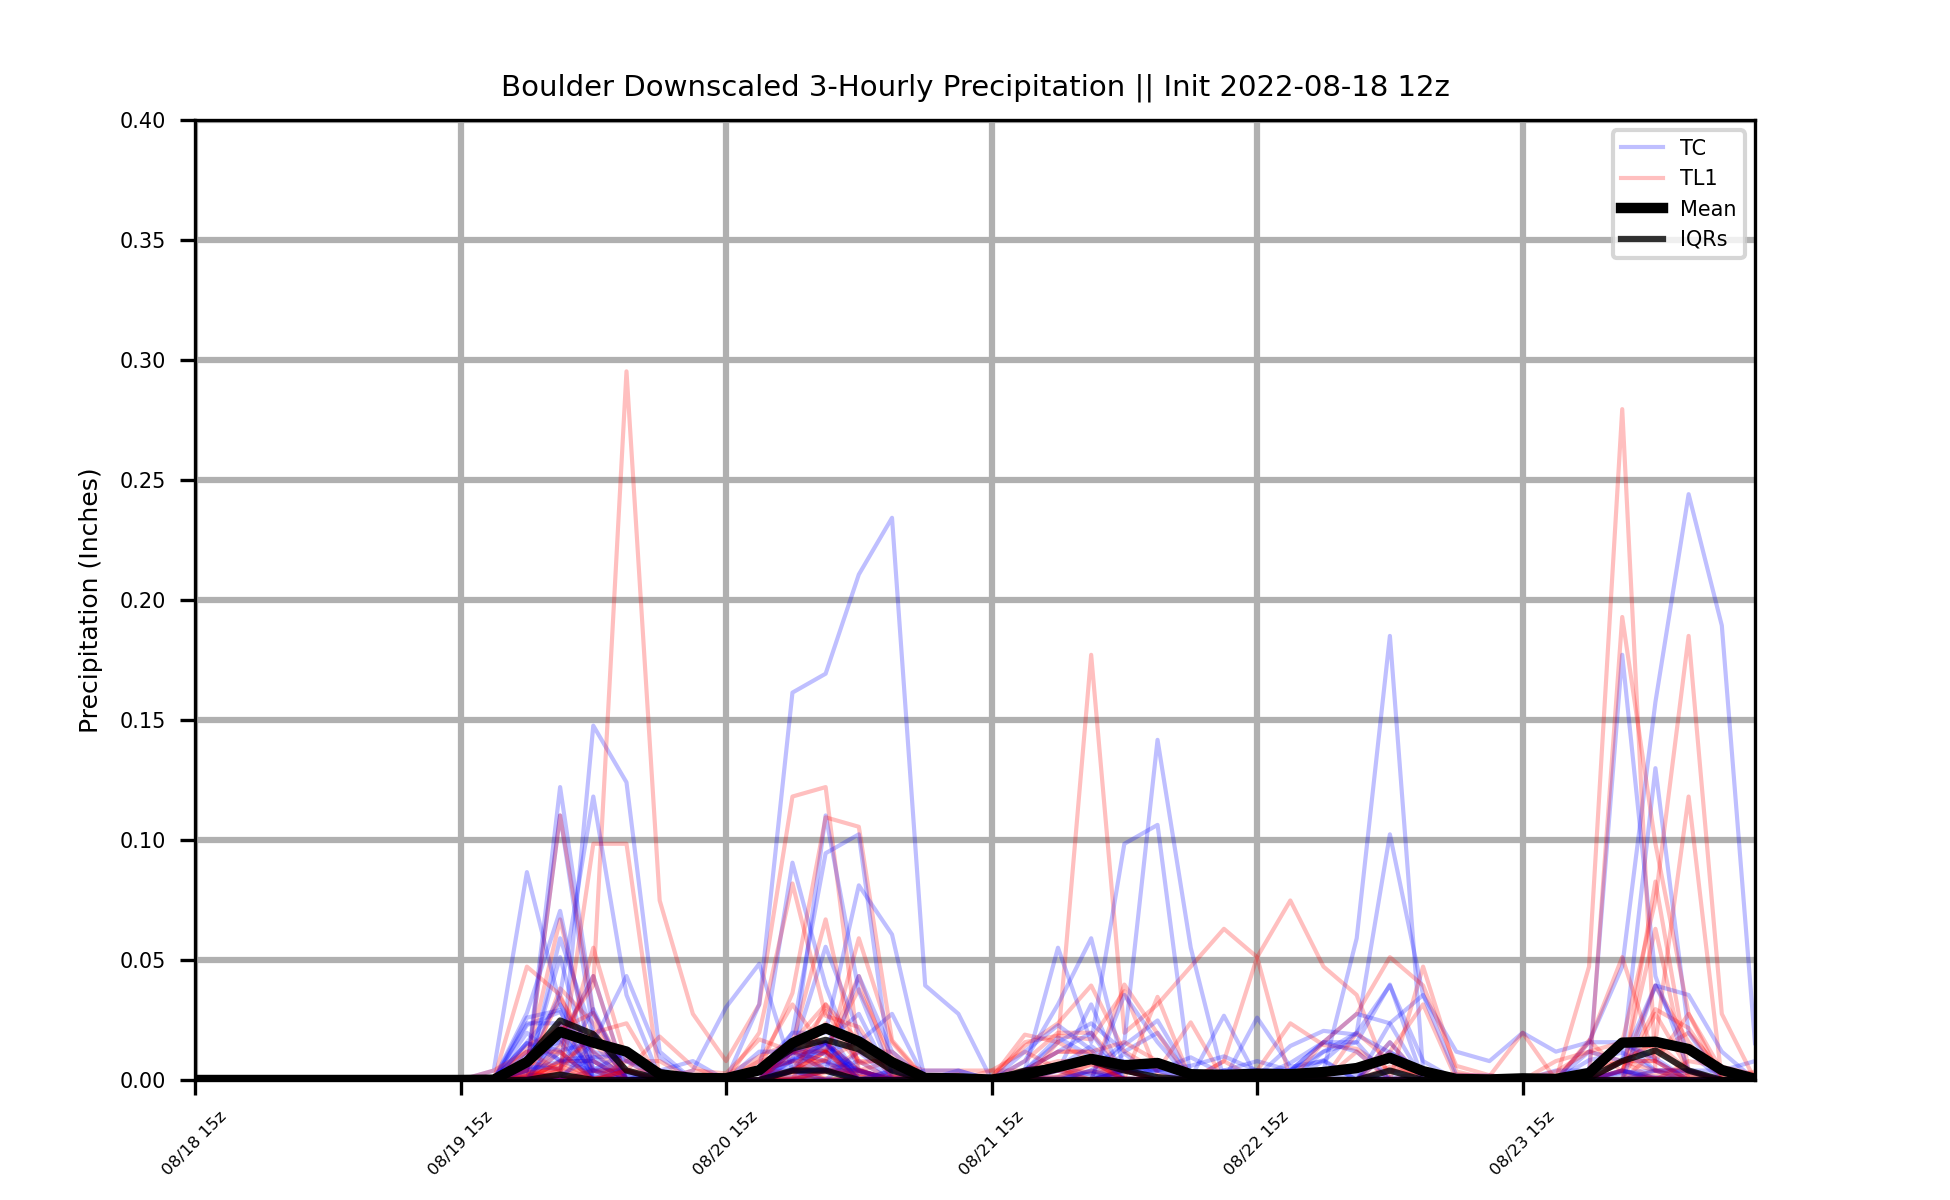 Boulder Downscaled 3-Hourly Precipitation || Init 2022-08-18 12z
TC
TL1
Mean
IQRs
Precipitation (Inches)
0.40
0.35
0.30
0.25
0.20
0.15
0.10
0.05
0.00
08/18 15z
08/19 15z
08/20 15z
08/21 15z
08/22 15z
08/23 15z